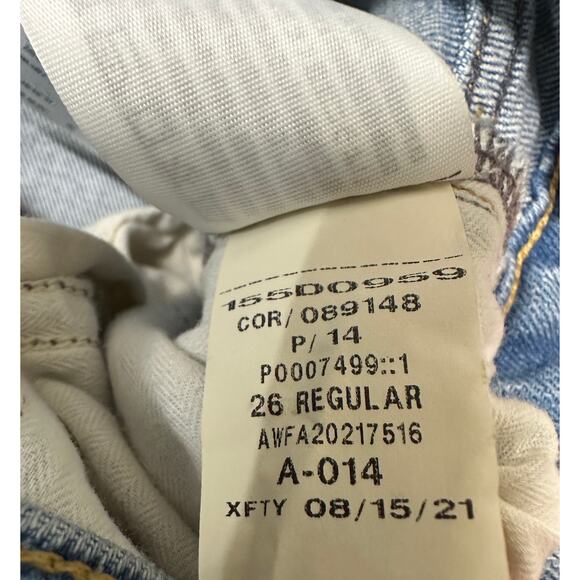 155D0959
COR/ 089148
P/ 14
P0007499::1
26 REGULAR
AWFA20217516
A-014
XFTY 08/15/21